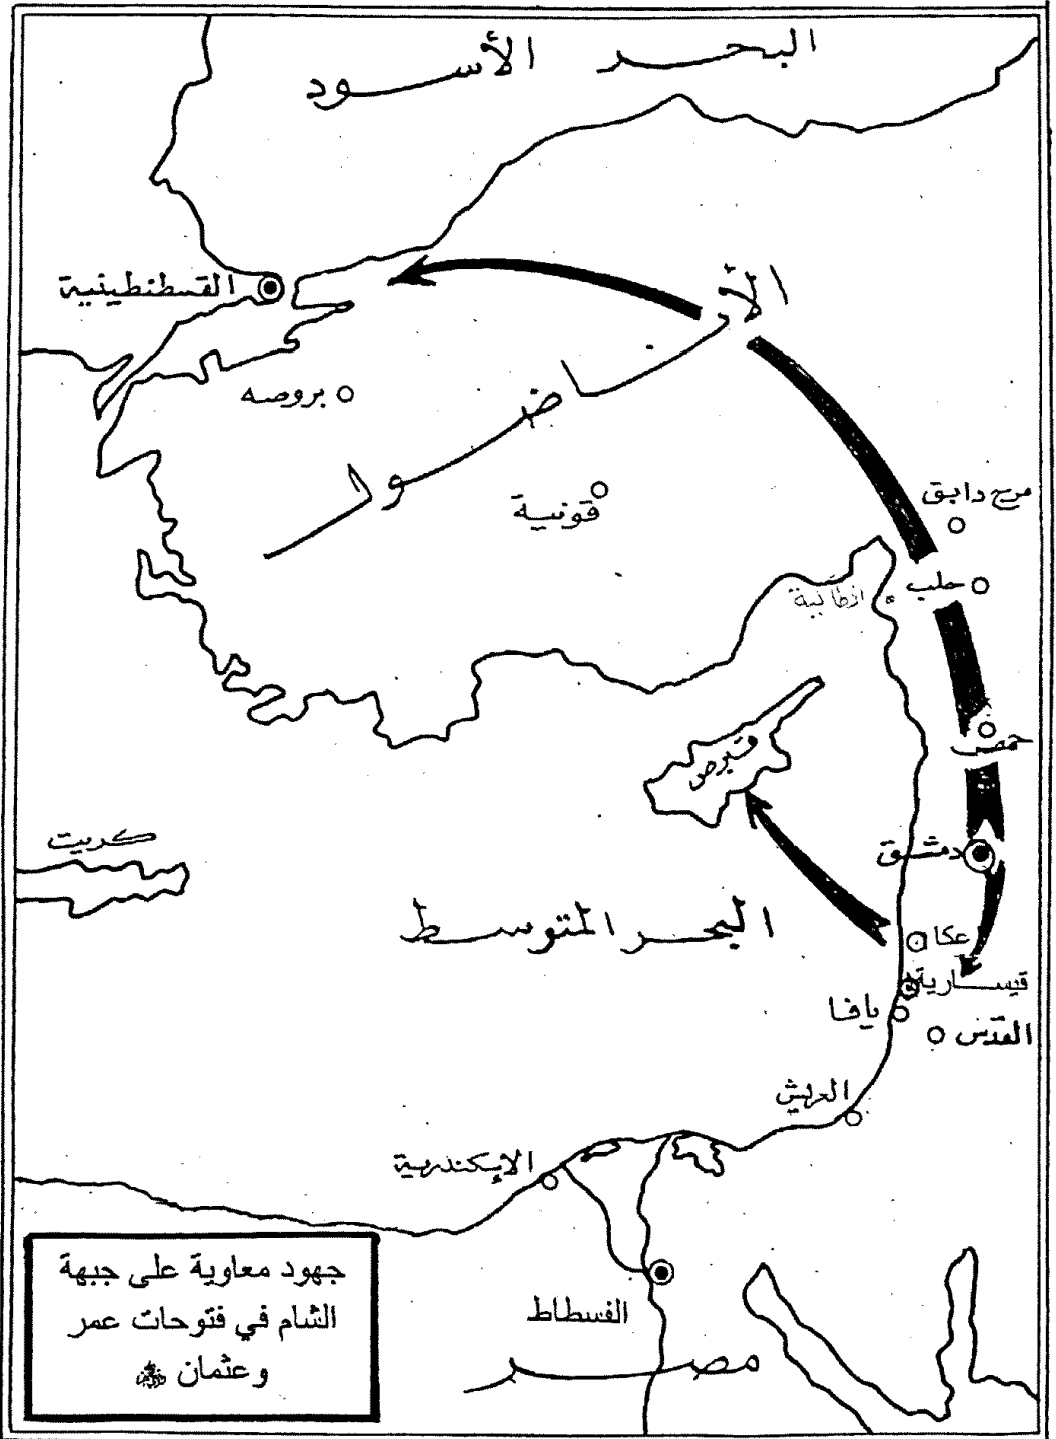 البحر الأسود
القسطنطينية
الأناضول
بروصه
قونية
مرج دابق
حلب
حمص
قبرص
كريت
دمشق
البحر المتوسط
عكا
قيسارية
يافا
القدس
العريش
الإسكندرية
الفسطاط
مصر
جهود معاوية على جبهة
الشام في فتوحات عمر
وعثمان